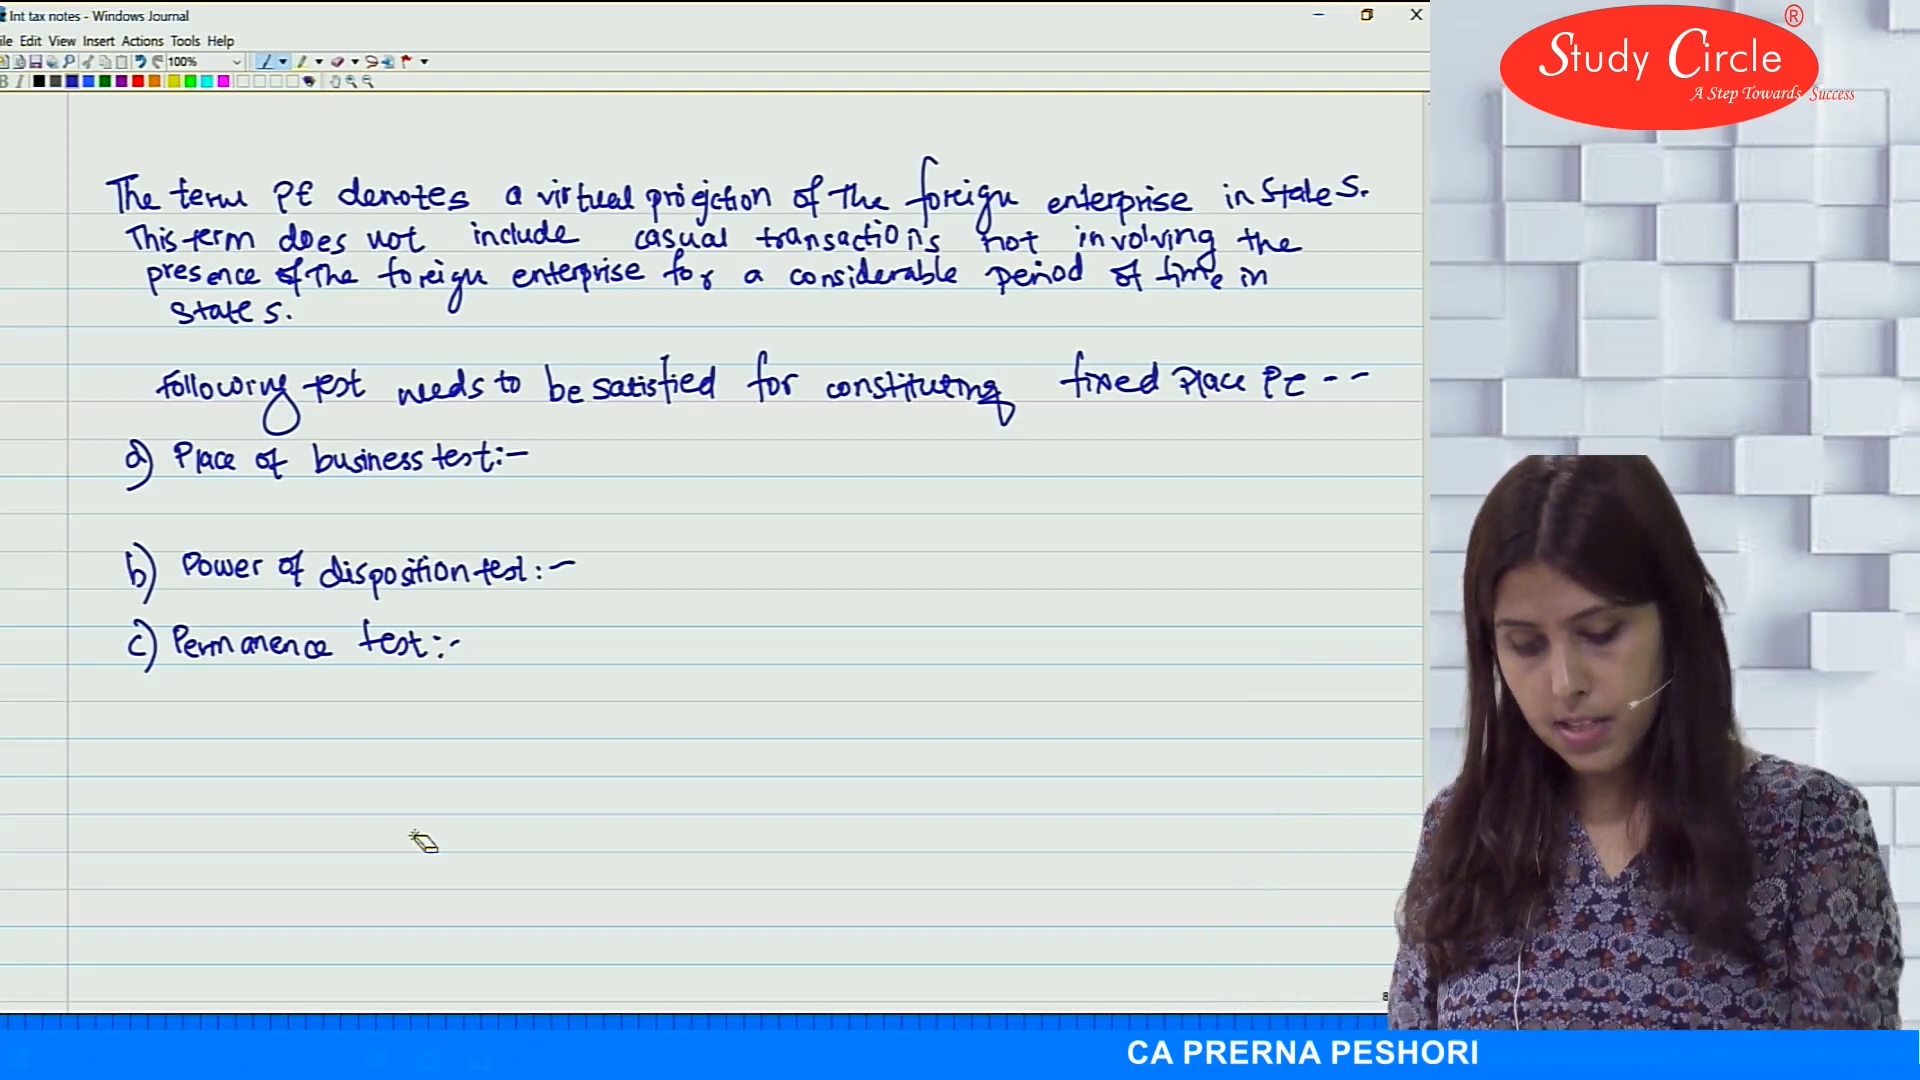 Int tax notes - Windows Journal
ile Edit View Insert Actions Tools Help
100%
B I
Study Circle ®
A Step Towards Success
The term PE denotes a virtual projction of the foreign enterprise in State S.
This term does not include casual transactions not involving the
presence of the foreign enterprise for a considerable period of time in
State S.
Following test needs to be satisfied for constituting fixed Place PE --
a) Place of business test:-
b) Power of disposition test:-
c) Permanence test:-
8
CA PRERNA PESHORI